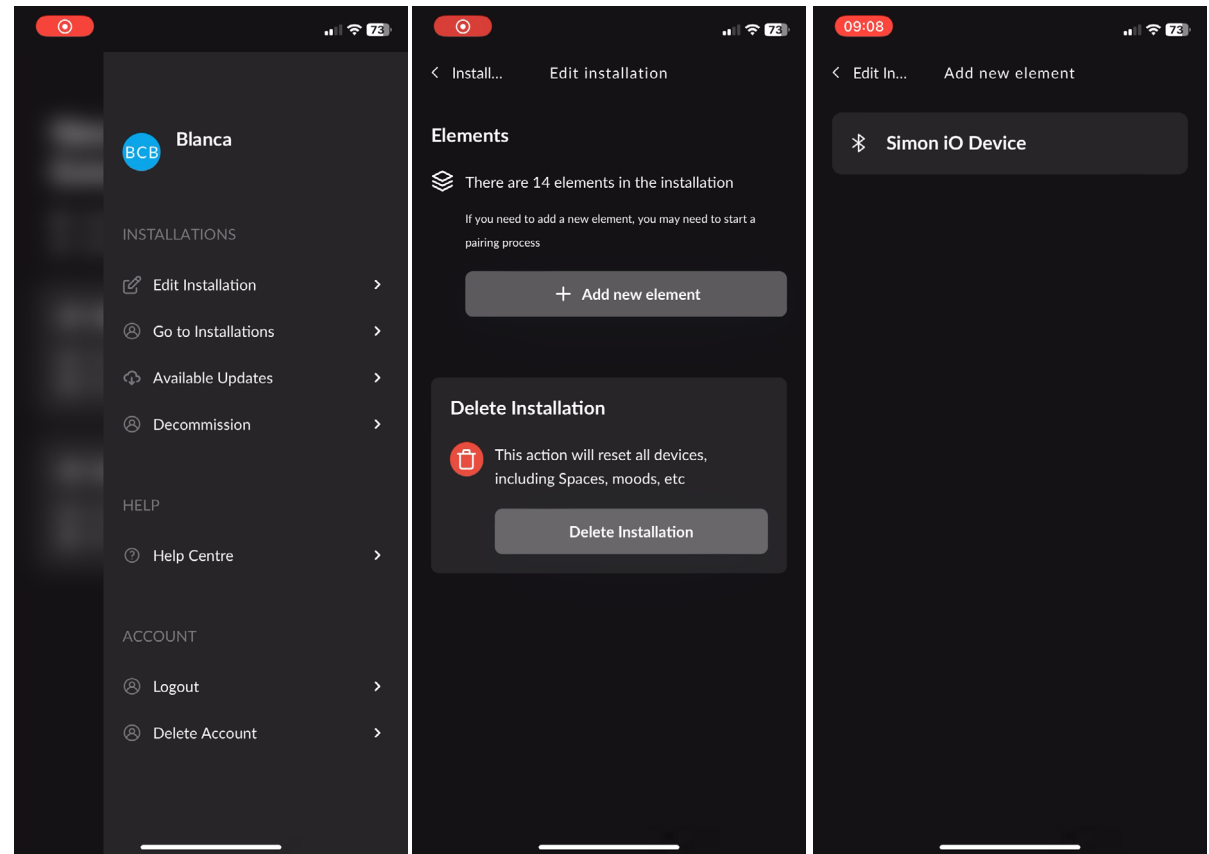 73
Blanca
BCB
INSTALLATIONS
Edit Installation
Go to Installations
Available Updates
Decommission
HELP
Help Centre
ACCOUNT
Logout
Delete Account
73
Install...
Edit installation
Elements
There are 14 elements in the installation
If you need to add a new element, you may need to start a
pairing process
+ Add new element
Delete Installation
This action will reset all devices,
including Spaces, moods, etc
Delete Installation
09:08
73
Edit In...
Add new element
Simon iO Device